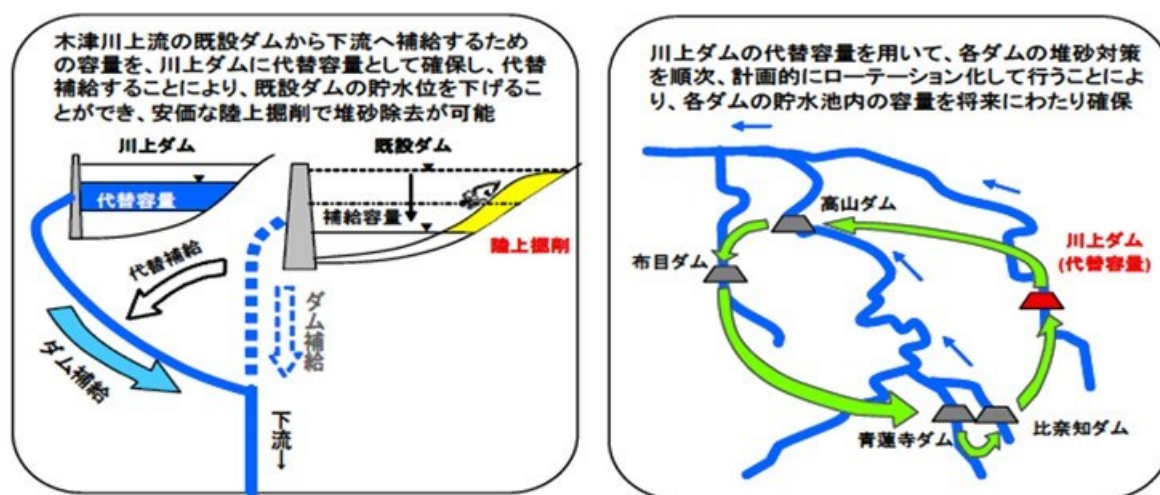 木津川上流の既設ダムから下流へ補給するため
の容量を、川上ダムに代替容量として確保し、代替
補給することにより、既設ダムの貯水位を下げるこ
とができ、安価な陸上掘削で堆砂除去が可能
川上ダム
既設ダム
代替容量
補給容量
陸上掘削
代替補給
ダム補給
ダム補給
下流→
川上ダムの代替容量を用いて、各ダムの堆砂対策
を順次、計画的にローテーション化して行うことによ
り、各ダムの貯水池内の容量を将来にわたり確保
高山ダム
布目ダム
川上ダム
(代替容量)
青蓮寺ダム
比奈知ダム